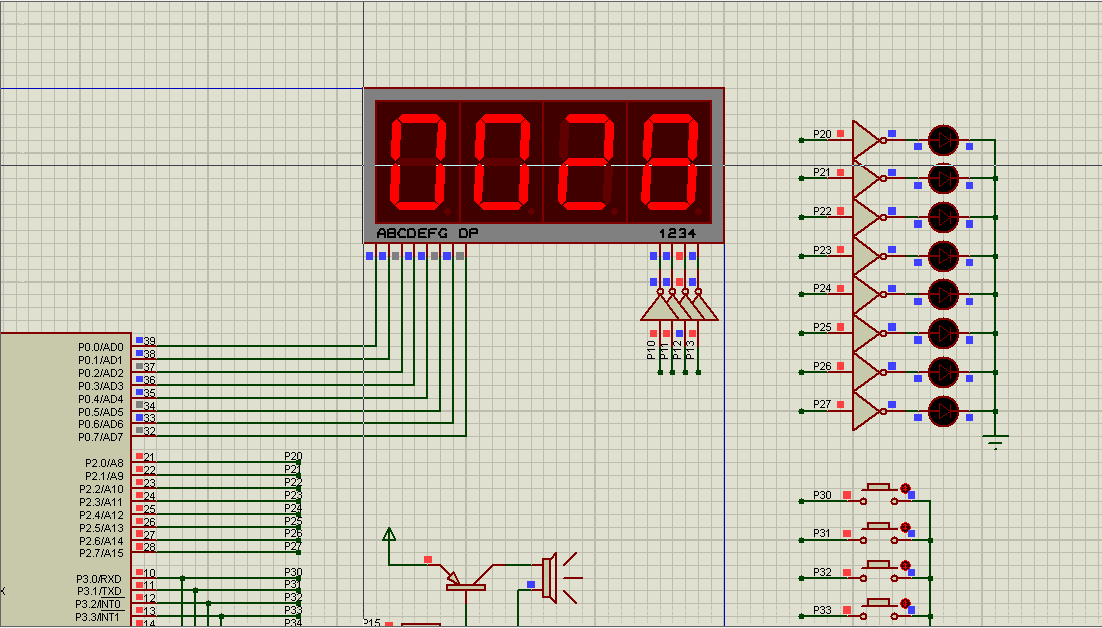 0028
ABCDEFG DP
1234
P10
P11
P12
P13
P20
P21
P22
P23
P24
P25
P26
P27
P0.0/AD0
39
P0.1/AD1
38
P0.2/AD2
37
P0.3/AD3
36
P0.4/AD4
35
P0.5/AD5
34
P0.6/AD6
33
P0.7/AD7
32
P2.0/A8
21
P20
P2.1/A9
22
P21
P2.2/A10
23
P22
P2.3/A11
24
P23
P2.4/A12
25
P24
P2.5/A13
26
P25
P2.6/A14
27
P26
P2.7/A15
28
P27
P3.0/RXD
10
P30
P3.1/TXD
11
P31
P3.2/INT0
12
P32
P3.3/INT1
13
P33
14
P34
P15
P30
P31
P32
P33